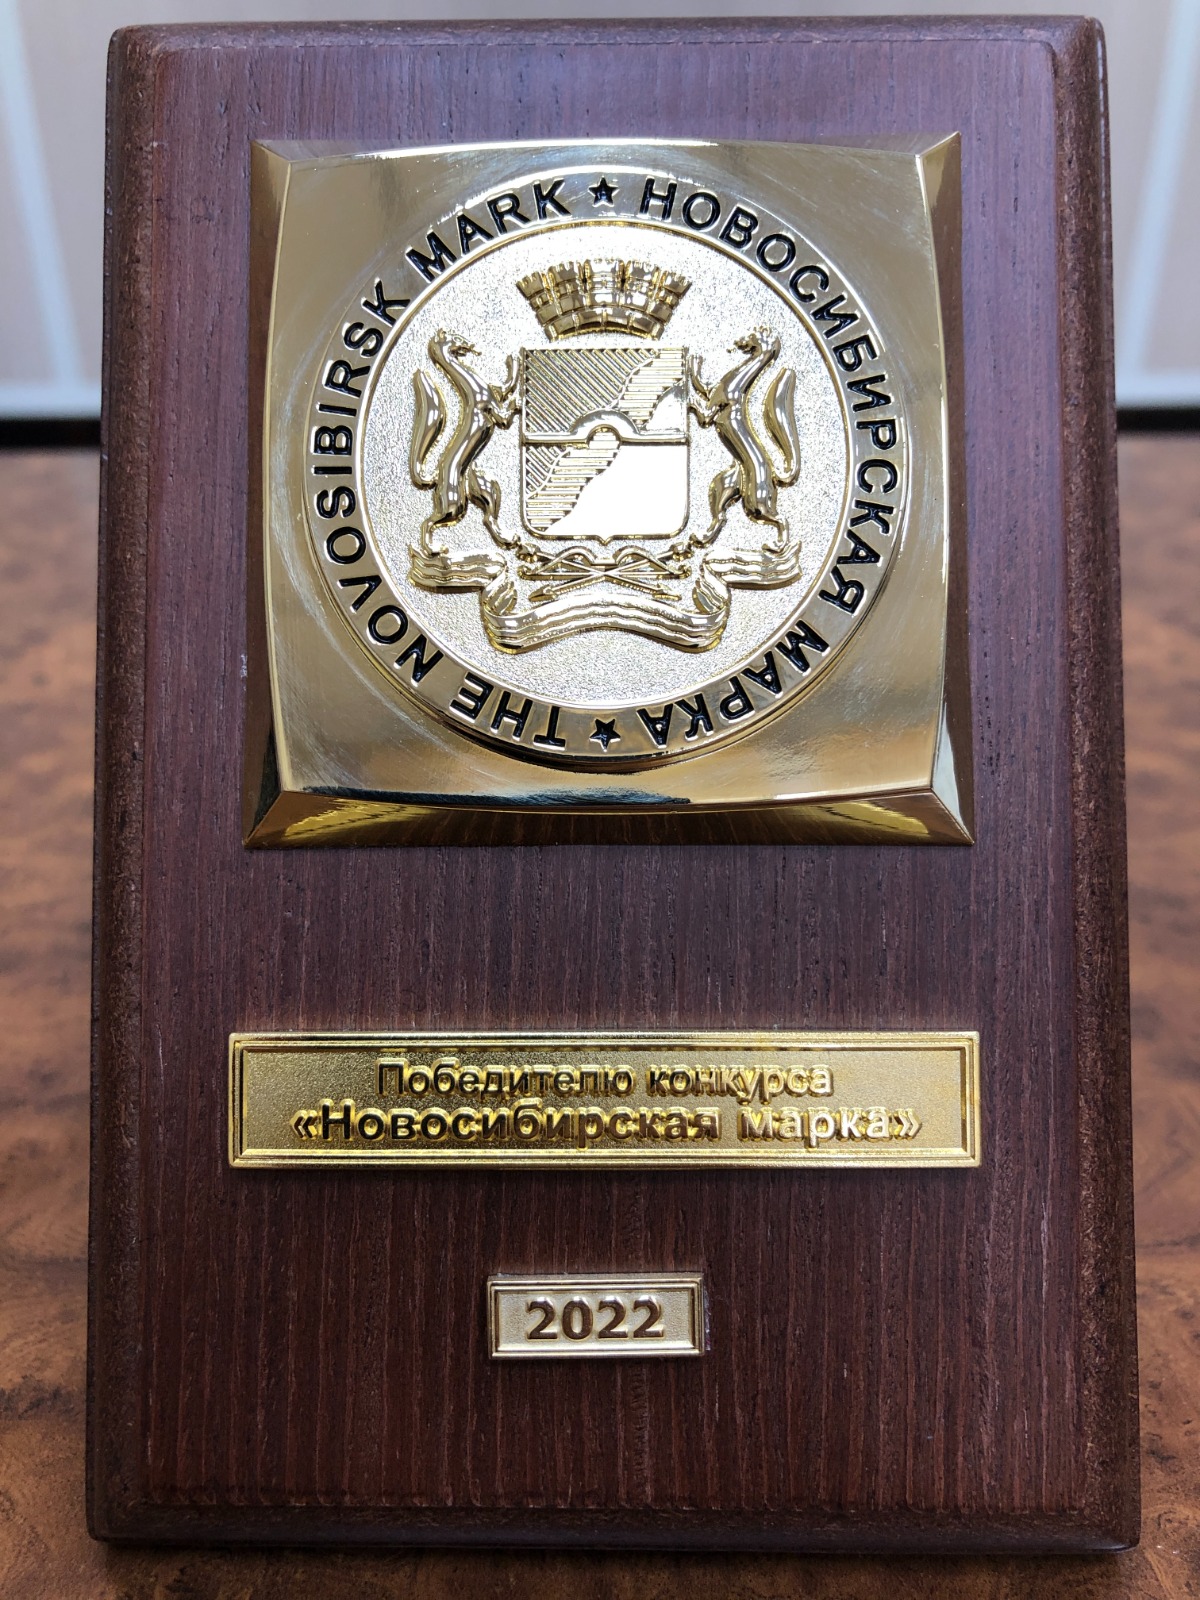 THE NOVOSIBIRSK MARK ★ НОВОСИБИРСКАЯ МАРКА ★
Победителю конкурса
«Новосибирская марка»
2022